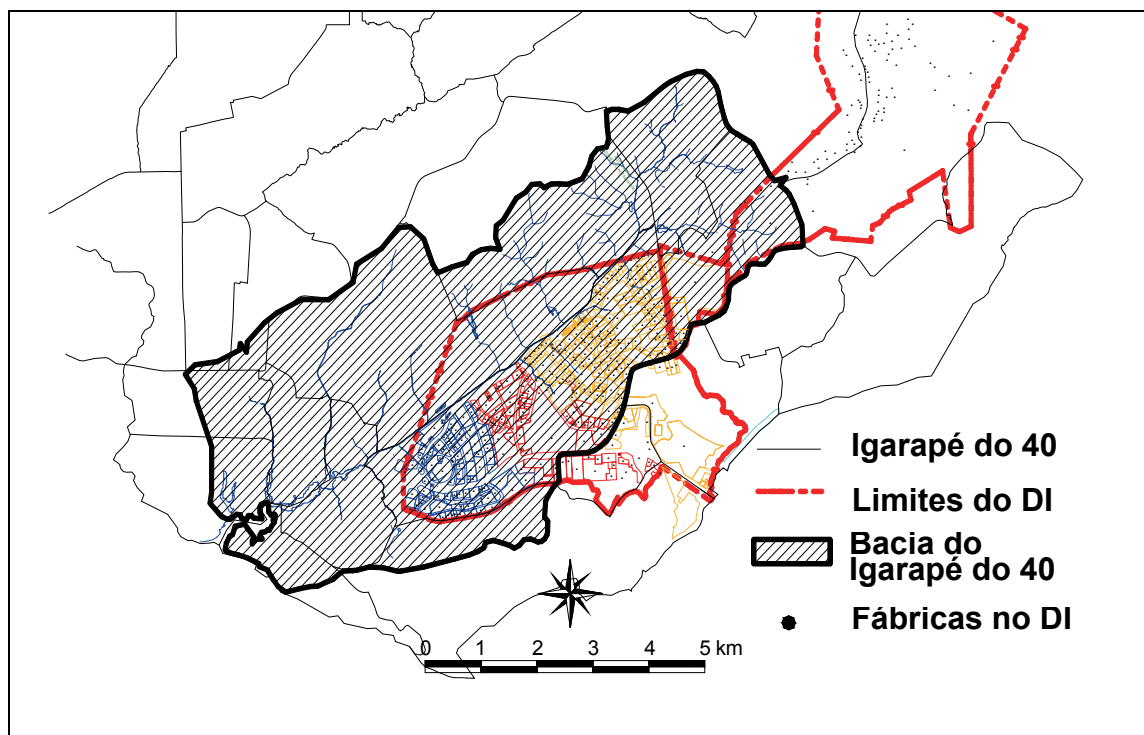 Igarapé do 40
Limites do DI
Bacia do
Igarapé do 40
Fábricas no DI
0 1 2 3 4 5 km